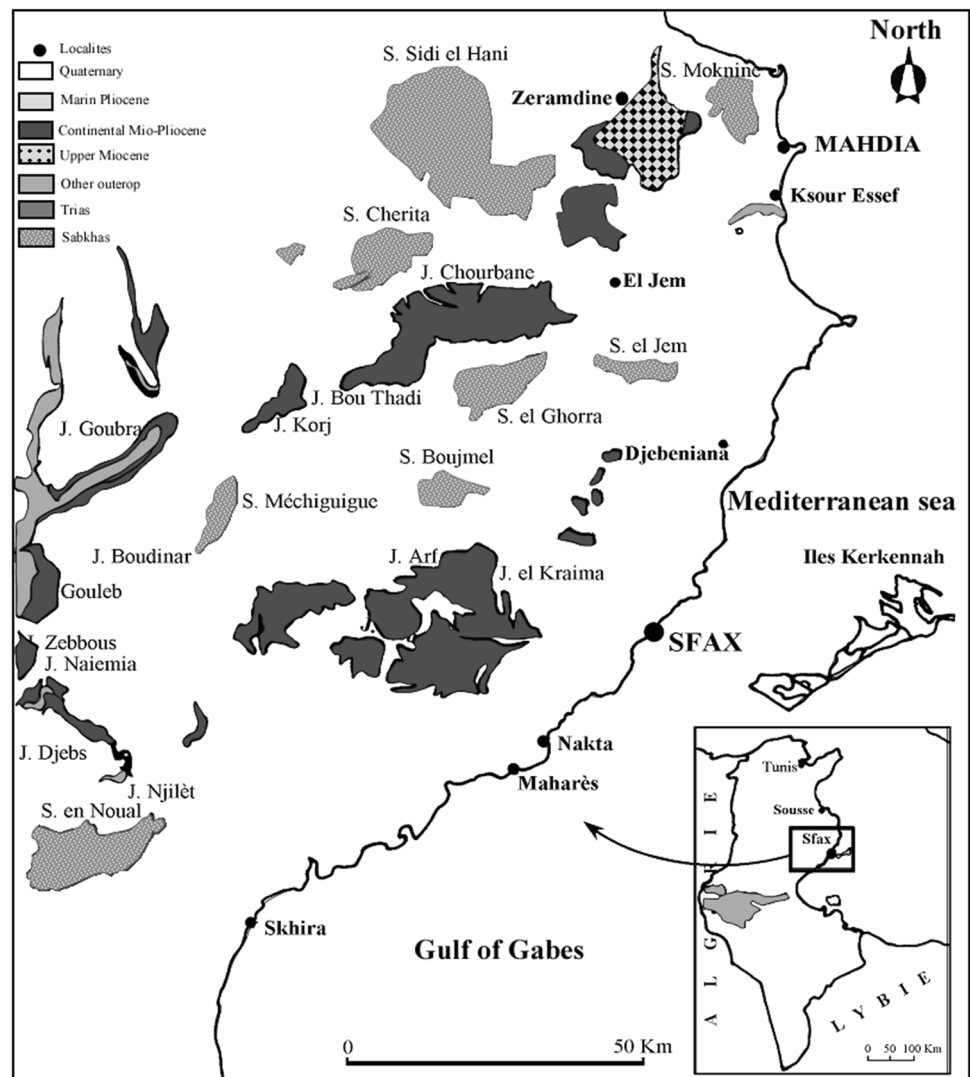 North
Localites
Quaternary
Marin Pliocene
Continental Mio-Pliocene
Upper Miocene
Other outerop
Trias
Sabkhas
S. Sidi el Hani
S. Moknine
Zeramdine
MAHDIA
Ksour Essef
S. Cherita
J. Chourbane
El Jem
S. el Jem
J. Bou Thadi
J. Korj
S. el Ghorra
J. Goubra
Djebeniana
S. Boujmel
S. Méchiguigue
Mediterranean sea
J. Boudinar
J. Arf
J. el Kraima
Iles Kerkennah
Gouleb
SFAX
Zebbous
J. Naiemia
J. Djebs
Nakta
Maharès
J. Njilèt
S. en Noual
Skhira
Gulf of Gabes
0 50 Km
Tunis
Sousse
Sfax
ALGERIE
LYBIE
0 50 100 Km